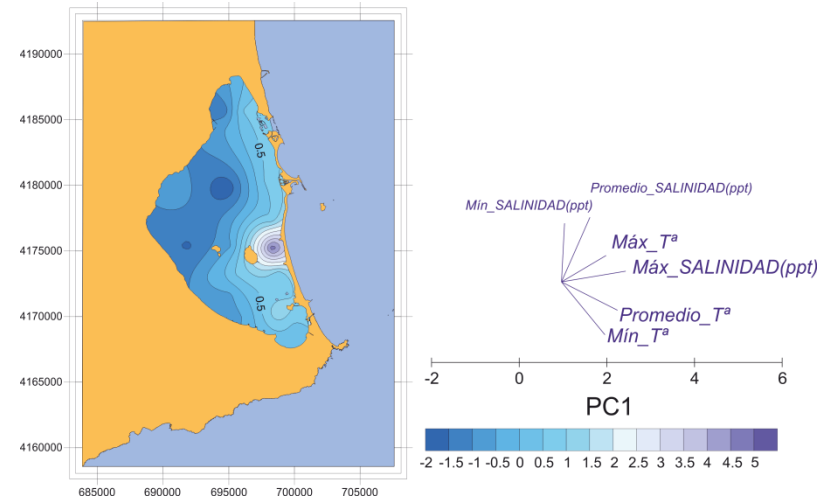 4190000
4185000
4180000
4175000
4170000
4165000
4160000
685000 690000 695000 700000 705000
0.5
0.5
Promedio_SALINIDAD(ppt)
Mín_SALINIDAD(ppt)
Máx_Tª
Máx_SALINIDAD(ppt)
Promedio_Tª
Mín_Tª
-2 0 2 4 6
PC1
-2 -1.5 -1 -0.5 0 0.5 1 1.5 2 2.5 3 3.5 4 4.5 5